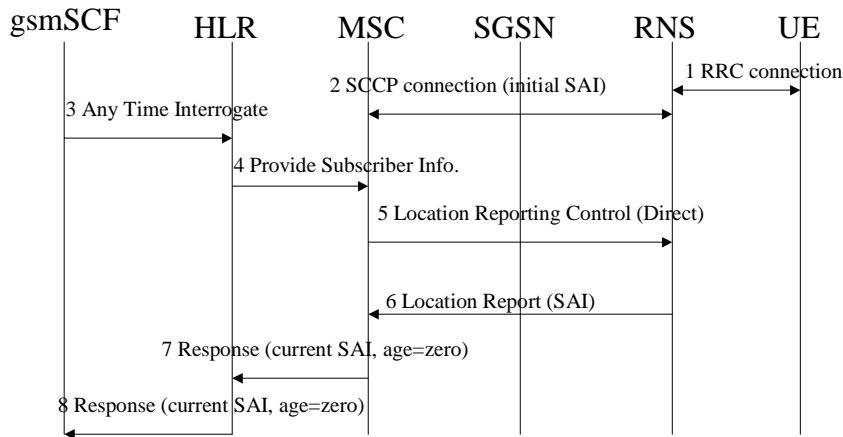 gsmSCF HLR MSC SGSN RNS UE
1 RRC connection
2 SCCP connection (initial SAI)
3 Any Time Interrogate
4 Provide Subscriber Info.
5 Location Reporting Control (Direct)
6 Location Report (SAI)
7 Response (current SAI, age=zero)
8 Response (current SAI, age=zero)